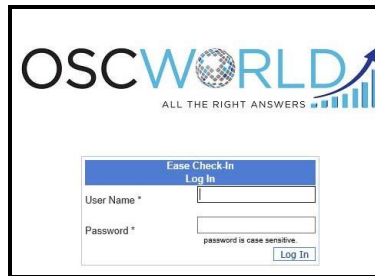 OSCWORLD
ALL THE RIGHT ANSWERS
Ease Check-In
Log In
User Name *
Password *
password is case sensitive.
Log In